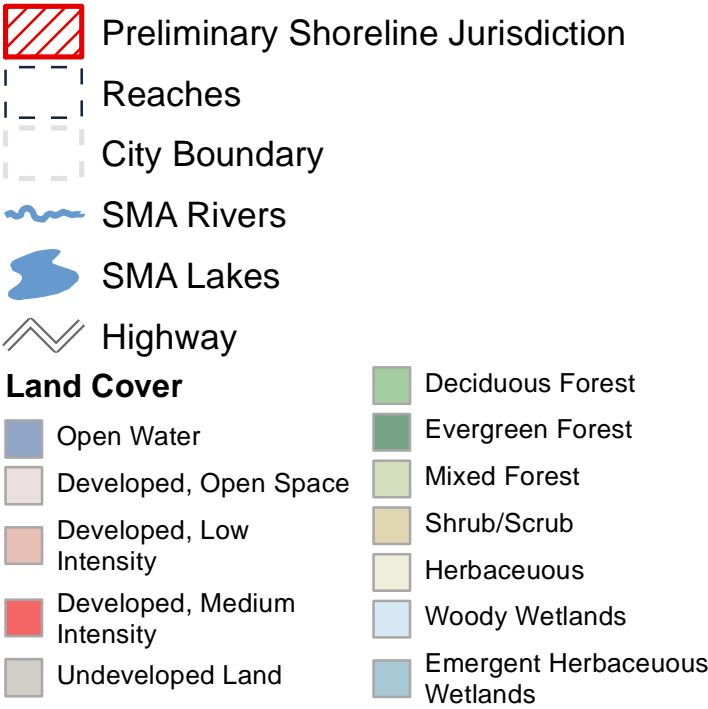 Preliminary Shoreline Jurisdiction
Reaches
City Boundary
SMA Rivers
SMA Lakes
Highway
Land Cover
Open Water
Developed, Open Space
Developed, Low
Intensity
Developed, Medium
Intensity
Undeveloped Land
Deciduous Forest
Evergreen Forest
Mixed Forest
Shrub/Scrub
Herbaceuous
Woody Wetlands
Emergent Herbaceuous
Wetlands